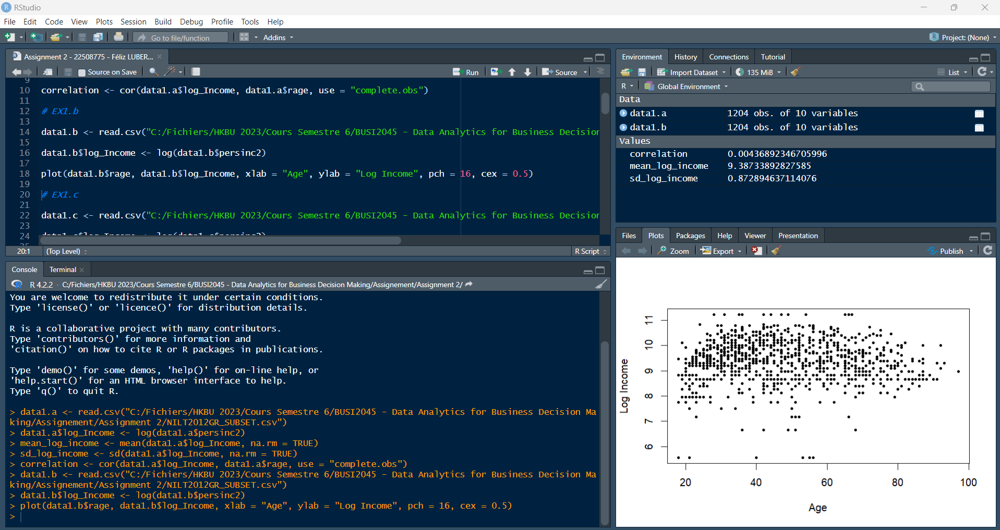 RStudio
File Edit Code View Plots Session Build Debug Profile Tools Help
Go to file/function Addins Project: (None)
Assignment 2 - 22508775 - Féliz LUBER...
Source on Save Run Source
9
10 correlation <- cor(data1.a$log_Income, data1.a$rage, use = "complete.obs")
11
12 # EX1.b
13
14 data1.b <- read.csv("C:/Fichiers/HKBU 2023/Cours Semestre 6/BUSI2045 - Data Analytics for Business Decision
15
16 data1.b$log_Income <- log(data1.b$persinc2)
17
18 plot(data1.b$rage, data1.b$log_Income, xlab = "Age", ylab = "Log Income", pch = 16, cex = 0.5)
19
20 # EX1.c
21
22 data1.c <- read.csv("C:/Fichiers/HKBU 2023/Cours Semestre 6/BUSI2045 - Data Analytics for Business Decision
23
24
20:1 (Top Level) R Script
Console Terminal
R 4.2.2 · C:/Fichiers/HKBU 2023/Cours Semestre 6/BUSI2045 - Data Analytics for Business Decision Making/Assignement/Assignment 2/
You are welcome to redistribute it under certain conditions.
Type 'license()' or 'licence()' for distribution details.
R is a collaborative project with many contributors.
Type 'contributors()' for more information and
'citation()' on how to cite R or R packages in publications.
Type 'demo()' for some demos, 'help()' for on-line help, or
'help.start()' for an HTML browser interface to help.
Type 'q()' to quit R.
> data1.a <- read.csv("C:/Fichiers/HKBU 2023/Cours Semestre 6/BUSI2045 - Data Analytics for Business Decision Ma
king/Assignement/Assignment 2/NILT2012GR_SUBSET.csv")
> data1.a$log_Income <- log(data1.a$persinc2)
> mean_log_income <- mean(data1.a$log_Income, na.rm = TRUE)
> sd_log_income <- sd(data1.a$log_Income, na.rm = TRUE)
> correlation <- cor(data1.a$log_Income, data1.a$rage, use = "complete.obs")
> data1.b <- read.csv("C:/Fichiers/HKBU 2023/Cours Semestre 6/BUSI2045 - Data Analytics for Business Decision Ma
king/Assignement/Assignment 2/NILT2012GR_SUBSET.csv")
> data1.b$log_Income <- log(data1.b$persinc2)
> plot(data1.b$rage, data1.b$log_Income, xlab = "Age", ylab = "Log Income", pch = 16, cex = 0.5)
>
Environment History Connections Tutorial
Import Dataset 135 MiB List
R Global Environment
Data
data1.a 1204 obs. of 10 variables
data1.b 1204 obs. of 10 variables
Values
correlation 0.00436892346705996
mean_log_income 9.38733892827585
sd_log_income 0.872894637114076
Files Plots Packages Help Viewer Presentation
Zoom Export Publish
11
10
9
8
7
6
Log Income
20 40 60 80 100
Age